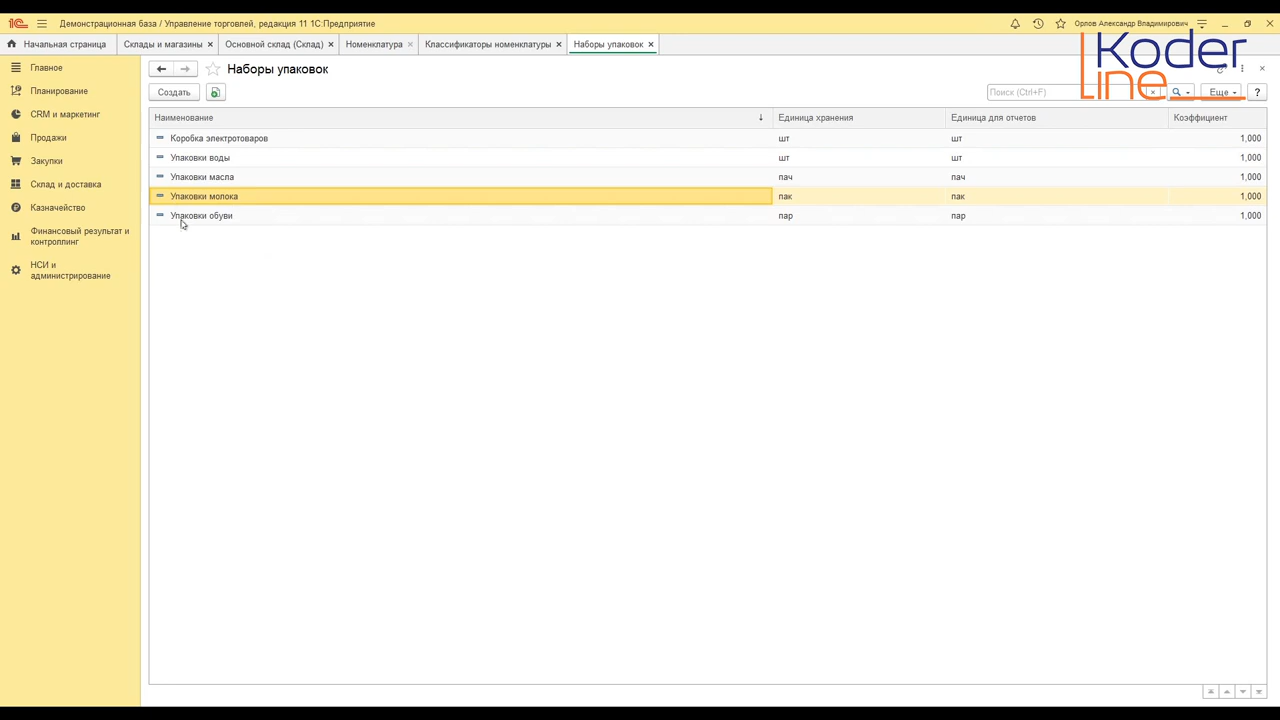 1С Демонстрационная база / Управление торговлей, редакция 11 1С:Предприятие Орлов Александр Владимирович
Начальная страница Склады и магазины Основной склад (Склад) Номенклатура Классификаторы номенклатуры Наборы упаковок
Koder
Line
Главное
Планирование
CRM и маркетинг
Продажи
Закупки
Склад и доставка
Казначейство
Финансовый результат и
контроллинг
НСИ и
администрирование
Наборы упаковок
Создать Поиск (Ctrl+F) Еще ?
Наименование Единица хранения Единица для отчетов Коэффициент
Коробка электротоваров шт шт 1,000
Упаковки воды шт шт 1,000
Упаковки масла пач пач 1,000
Упаковки молока пак пак 1,000
Упаковки обуви пар пар 1,000